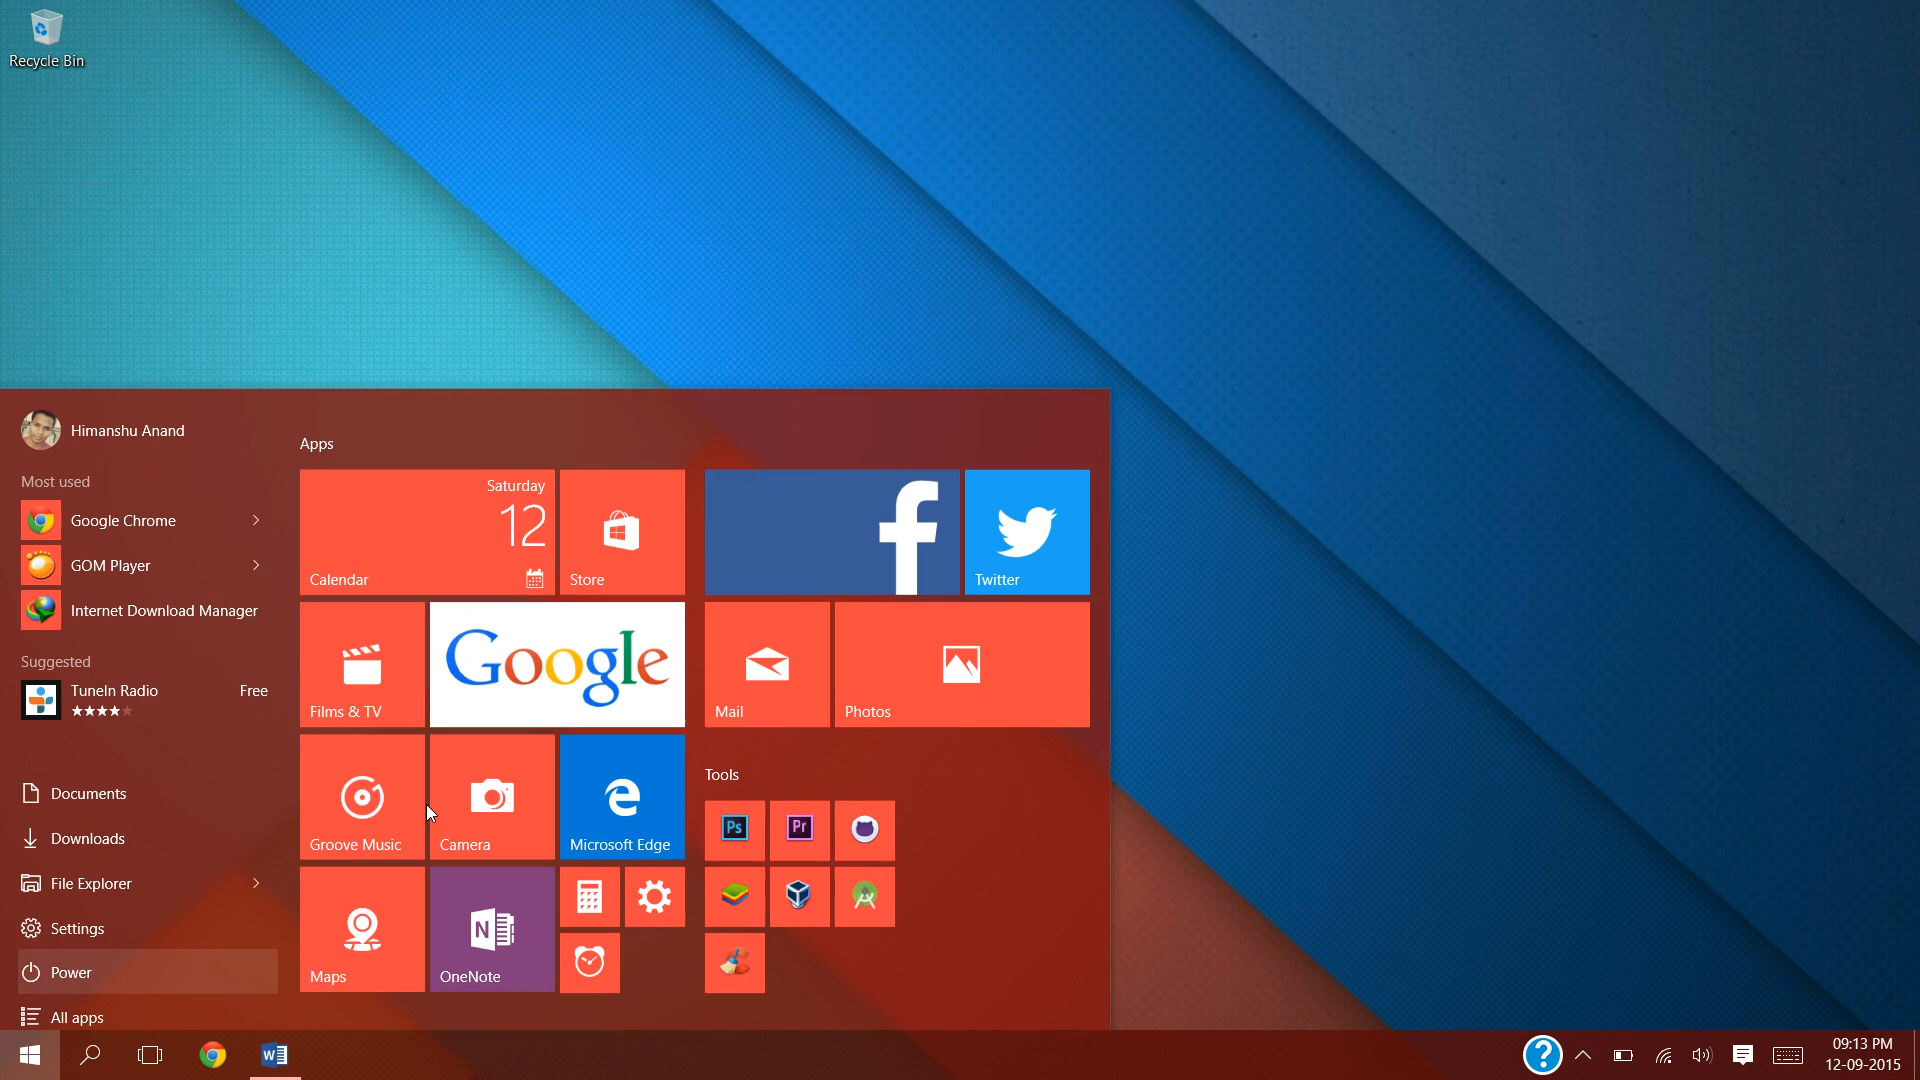 Recycle Bin
Himanshu Anand
Most used
Google Chrome
GOM Player
Internet Download Manager
Suggested
TuneIn Radio Free
Documents
Downloads
File Explorer
Settings
Power
All apps
Apps
Saturday
12
Calendar
Store
f
Twitter
Films & TV
Google
Mail
Photos
Groove Music
Camera
e
Microsoft Edge
Maps
N
OneNote
Tools
Ps
Pr
W
?
09:13 PM
12-09-2015